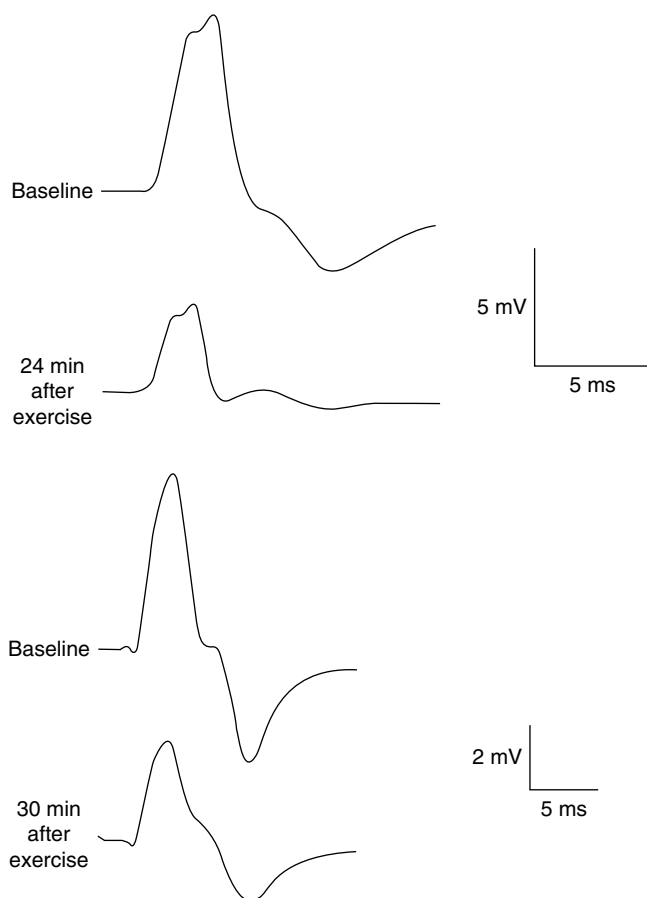 Baseline
5 mV
24 min
after
exercise
5 ms
Baseline
2 mV
5 ms
30 min
after
exercise